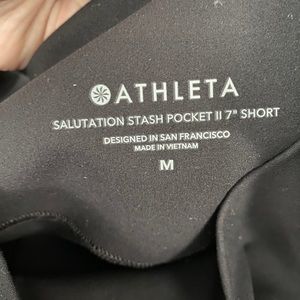 ATHLETA
SALUTATION STASH POCKET II 7" SHORT
DESIGNED IN SAN FRANCISCO
MADE IN VIETNAM
M